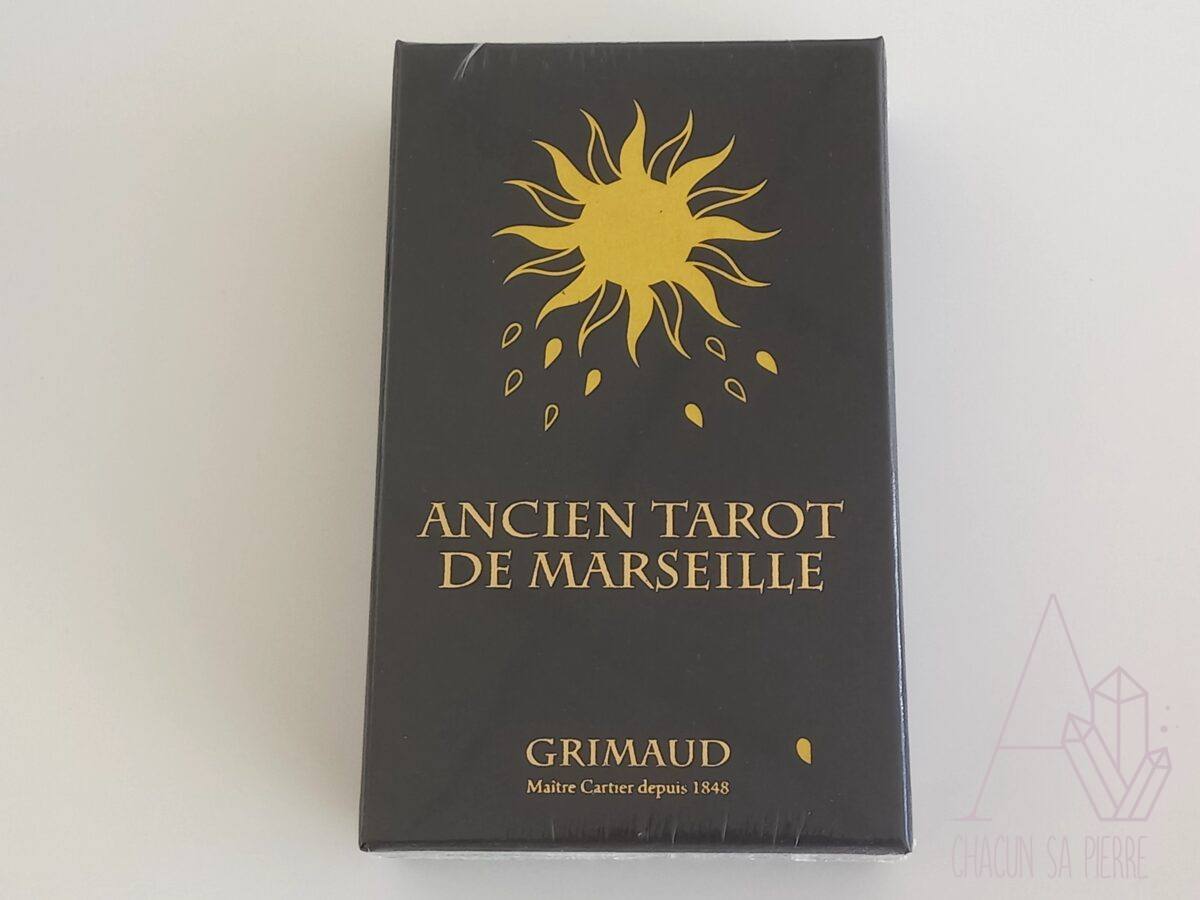 ANCIEN TAROT
DE MARSEILLE
GRIMAUD
Maître Cartier depuis 1848
CHACUN SA PIERRE